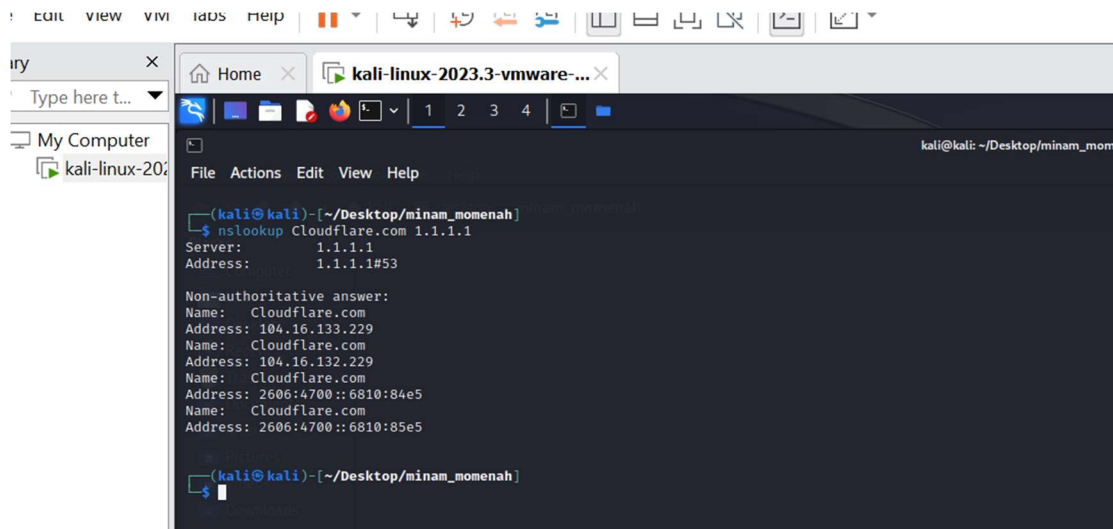 Edit View VM Tabs Help
ry
Type here t...
My Computer
kali-linux-202
Home
kali-linux-2023.3-vmware-...
1 2 3 4
kali@kali: ~/Desktop/minam_mom
File Actions Edit View Help
(kali㉿kali)-[~/Desktop/minam_momenah]
$ nslookup Cloudflare.com 1.1.1.1
Server: 1.1.1.1
Address: 1.1.1.1#53
Non-authoritative answer:
Name: Cloudflare.com
Address: 104.16.133.229
Name: Cloudflare.com
Address: 104.16.132.229
Name: Cloudflare.com
Address: 2606:4700::6810:84e5
Name: Cloudflare.com
Address: 2606:4700::6810:85e5
(kali㉿kali)-[~/Desktop/minam_momenah]
$